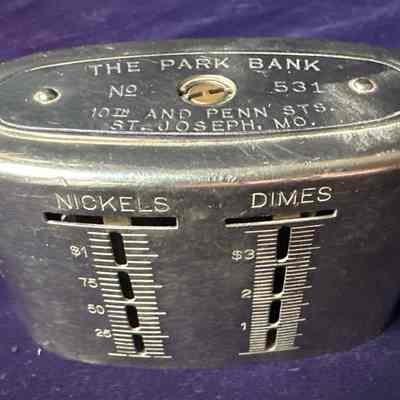 THE PARK BANK
No 531
10TH AND PENN STS.
ST. JOSEPH, MO.
NICKELS DIMES
$1 $3
75
50 2
25 1